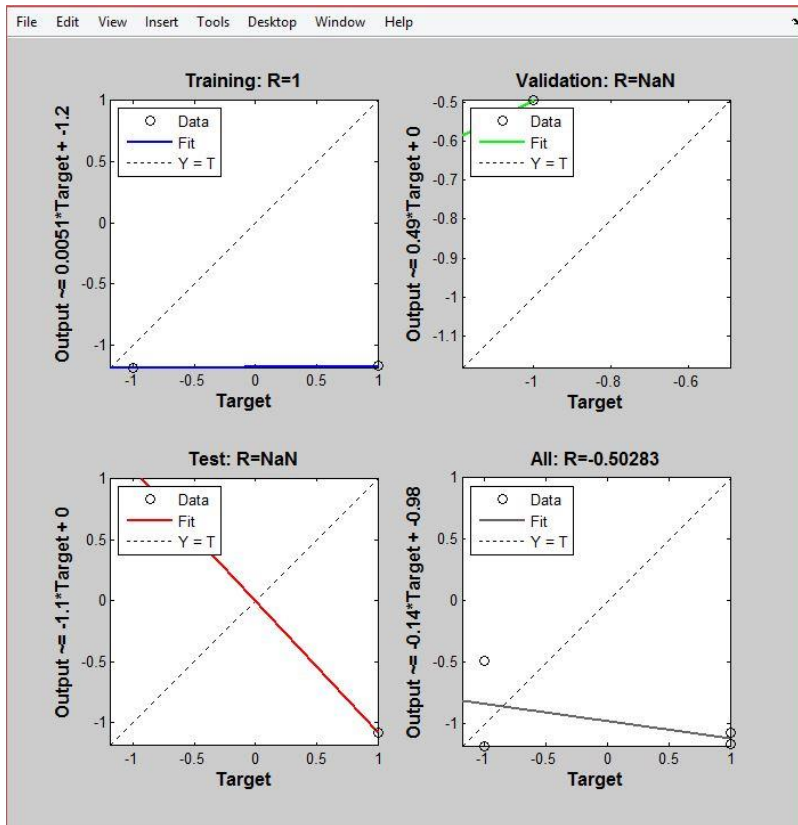 File Edit View Insert Tools Desktop Window Help
Training: R=1
Output ~= 0.0051*Target + -1.2
1
0.5
0
-0.5
-1
Data
Fit
Y = T
-1 -0.5 0 0.5 1
Target
Validation: R=NaN
Output ~= 0.49*Target + 0
-0.5
-0.6
-0.7
-0.8
-0.9
-1
-1.1
Data
Fit
Y = T
-1 -0.8 -0.6
Target
Test: R=NaN
Output ~= -1.1*Target + 0
1
0.5
0
-0.5
-1
Data
Fit
Y = T
-1 -0.5 0 0.5 1
Target
All: R=-0.50283
Output ~= -0.14*Target + -0.98
1
0.5
0
-0.5
-1
Data
Fit
Y = T
-1 -0.5 0 0.5 1
Target